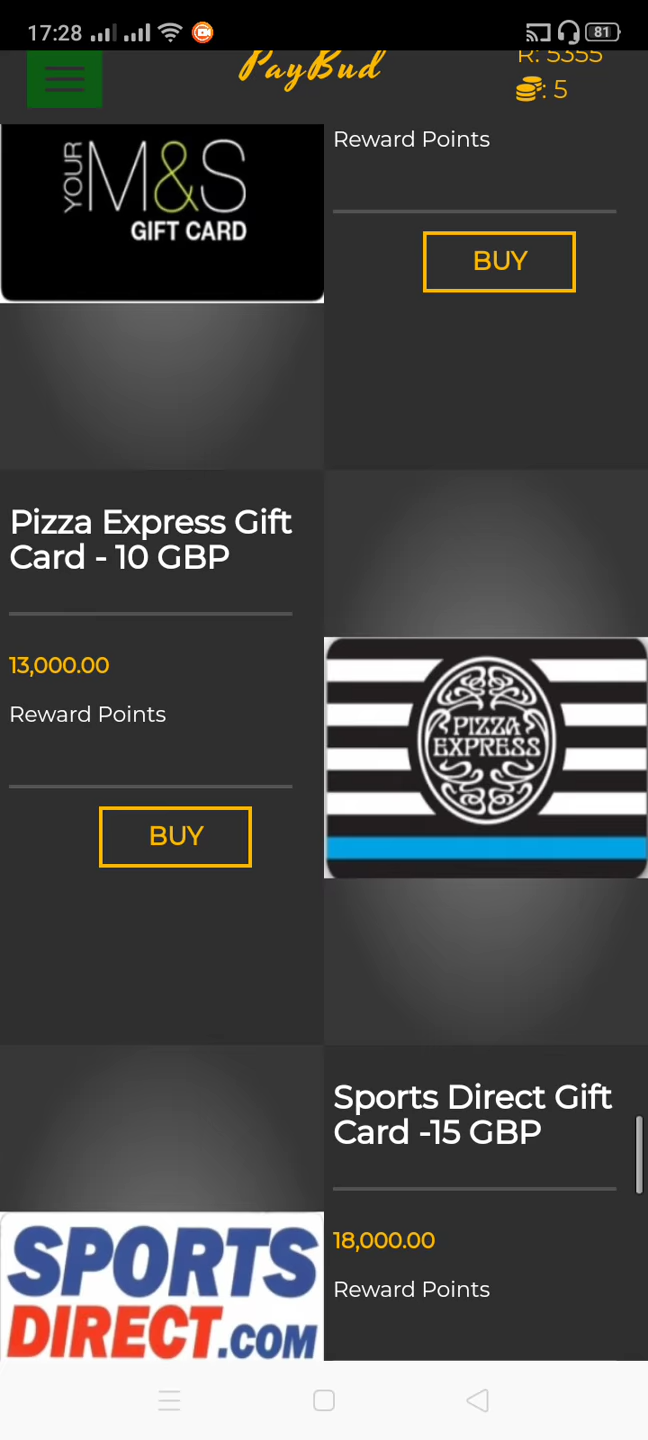 17:28
81
PayBud
R: 5355
: 5
YOUR M&S
GIFT CARD
Reward Points
BUY
Pizza Express Gift
Card - 10 GBP
13,000.00
Reward Points
BUY
PIZZA
EXPRESS
Sports Direct Gift
Card -15 GBP
18,000.00
Reward Points
SPORTS
DIRECT.COM